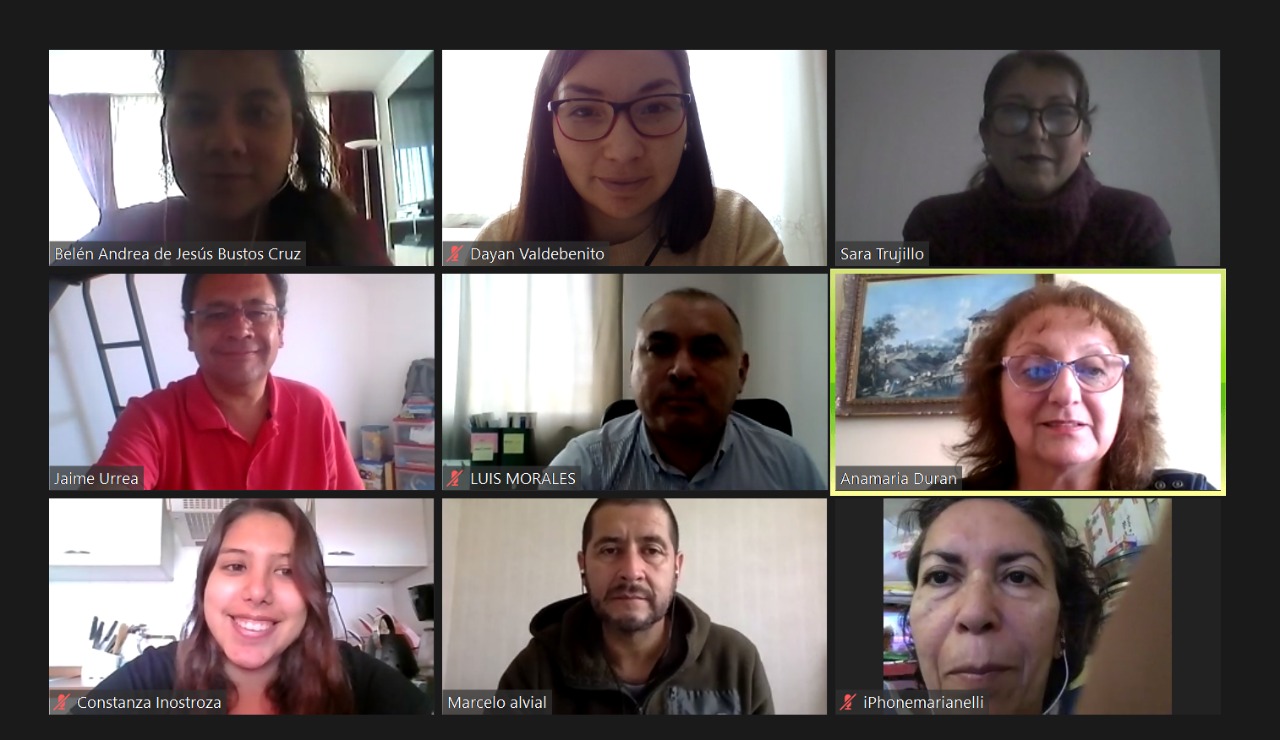 Belén Andrea de Jesús Bustos Cruz
Dayan Valdebenito
Sara Trujillo
Jaime Urrea
LUIS MORALES
Anamaria Duran
Constanza Inostroza
Marcelo alvial
iPhonemarianelli